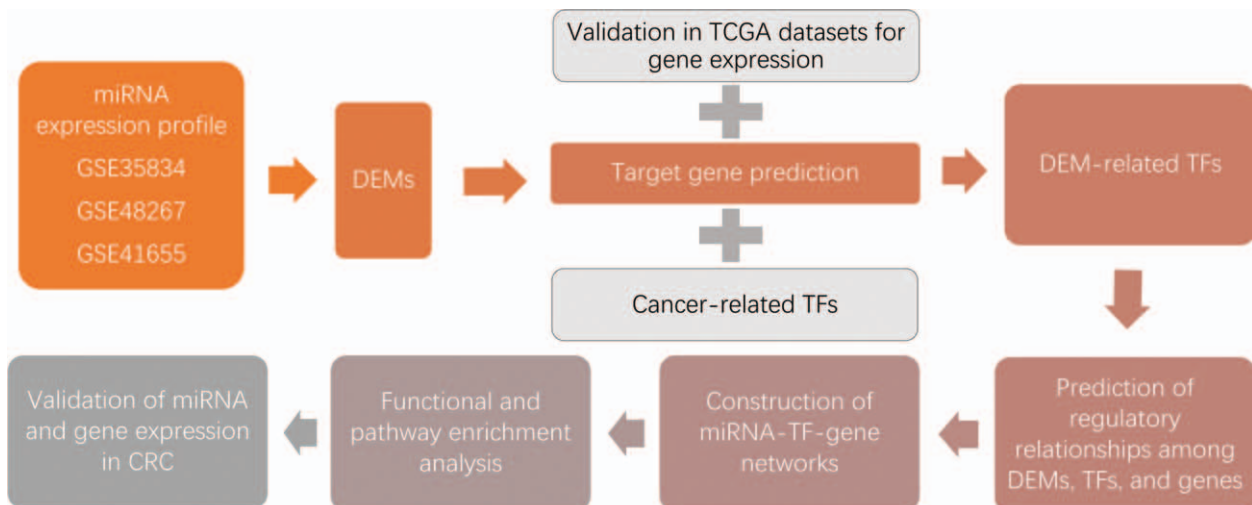 miRNA
expression profile
GSE35834
GSE48267
GSE41655
DEMs
Validation in TCGA datasets for
gene expression
Target gene prediction
Cancer-related TFs
DEM-related TFs
Prediction of
regulatory
relationships among
DEMs, TFs, and genes
Construction of
miRNA-TF-gene
networks
Functional and
pathway enrichment
analysis
Validation of miRNA
and gene expression
in CRC